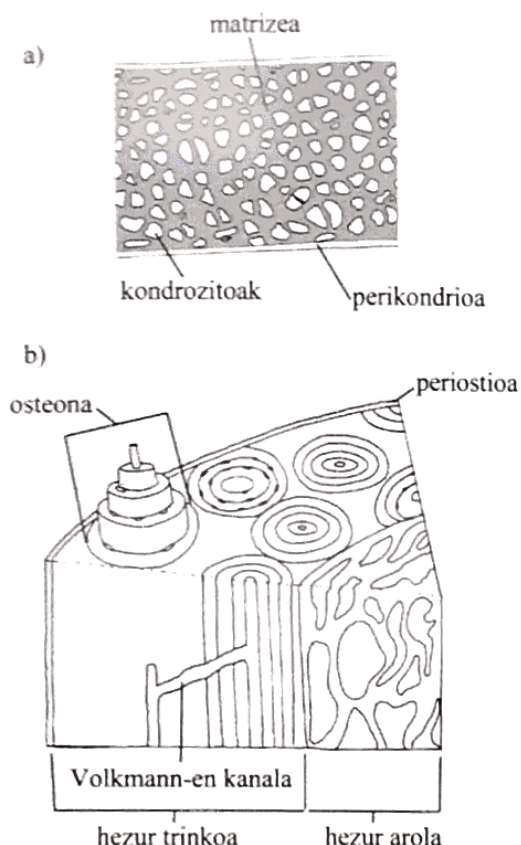 matrizea
a)
kondrozitoak
perikondrioa
b)
periostioa
osteona
Volkmann-en kanala
hezur trinkoa
hezur arola